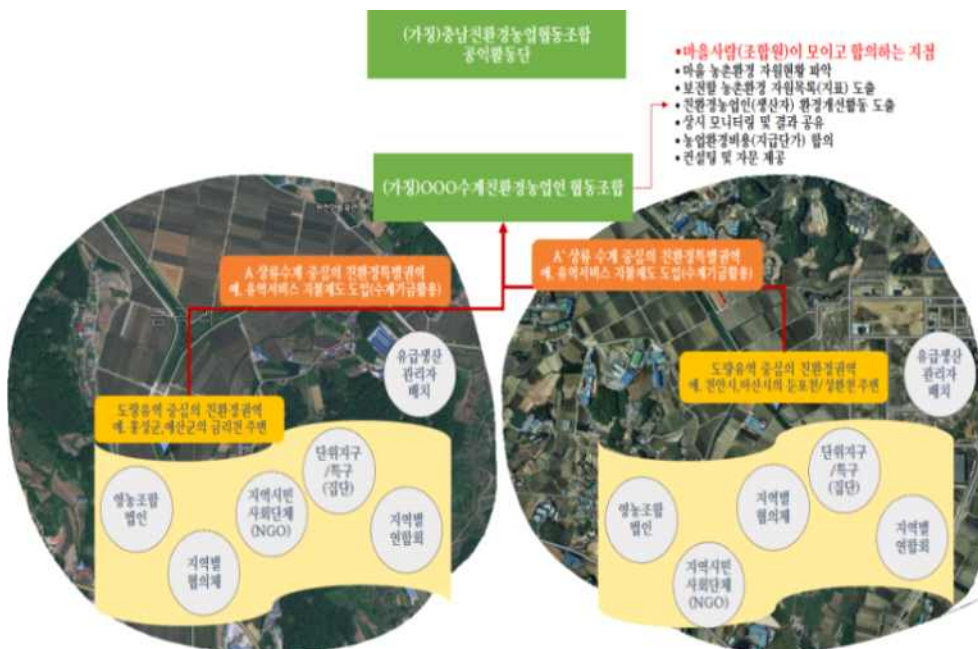 (가칭)충남친환경농업협동조합
공익활동단
•마을사람(조합원)이 모이고 합의하는 지점
• 마을 농촌환경 자원현황 파악
• 보전할 농촌환경 자원목록(지표) 도출
• 친환경농업인(생산자) 환경개선활동 도출
• 상시 모니터링 및 결과 공유
• 농업환경비용(지급단가) 합의
• 컨설팅 및 자문 제공
(가칭)OOO수계친환경농업인 협동조합
A 상류수계 중심의 친환경특별권역
예, 유역서비스 지불제도 도입(수계기금활용)
A' 상류 수계 중심의 친환경특별권역
예, 유역서비스 지불제도 도입(수계기금활용)
유급생산
관리자
배치
도랑유역 중심의 친환경권역
예, 홍성군,예산군의 금리천 주변
영농조합
법인
지역별
협의체
지역시민
사회단체
(NGO)
단위지구
/특구
(집단)
지역별
연합회
유급생산
관리자
배치
도랑유역 중심의 친환경권역
예, 천안시,아산시의 둔포천/성환천 주변
영농조합
법인
지역시민
사회단체
(NGO)
지역별
협의체
단위지구
/특구
(집단)
지역별
연합회